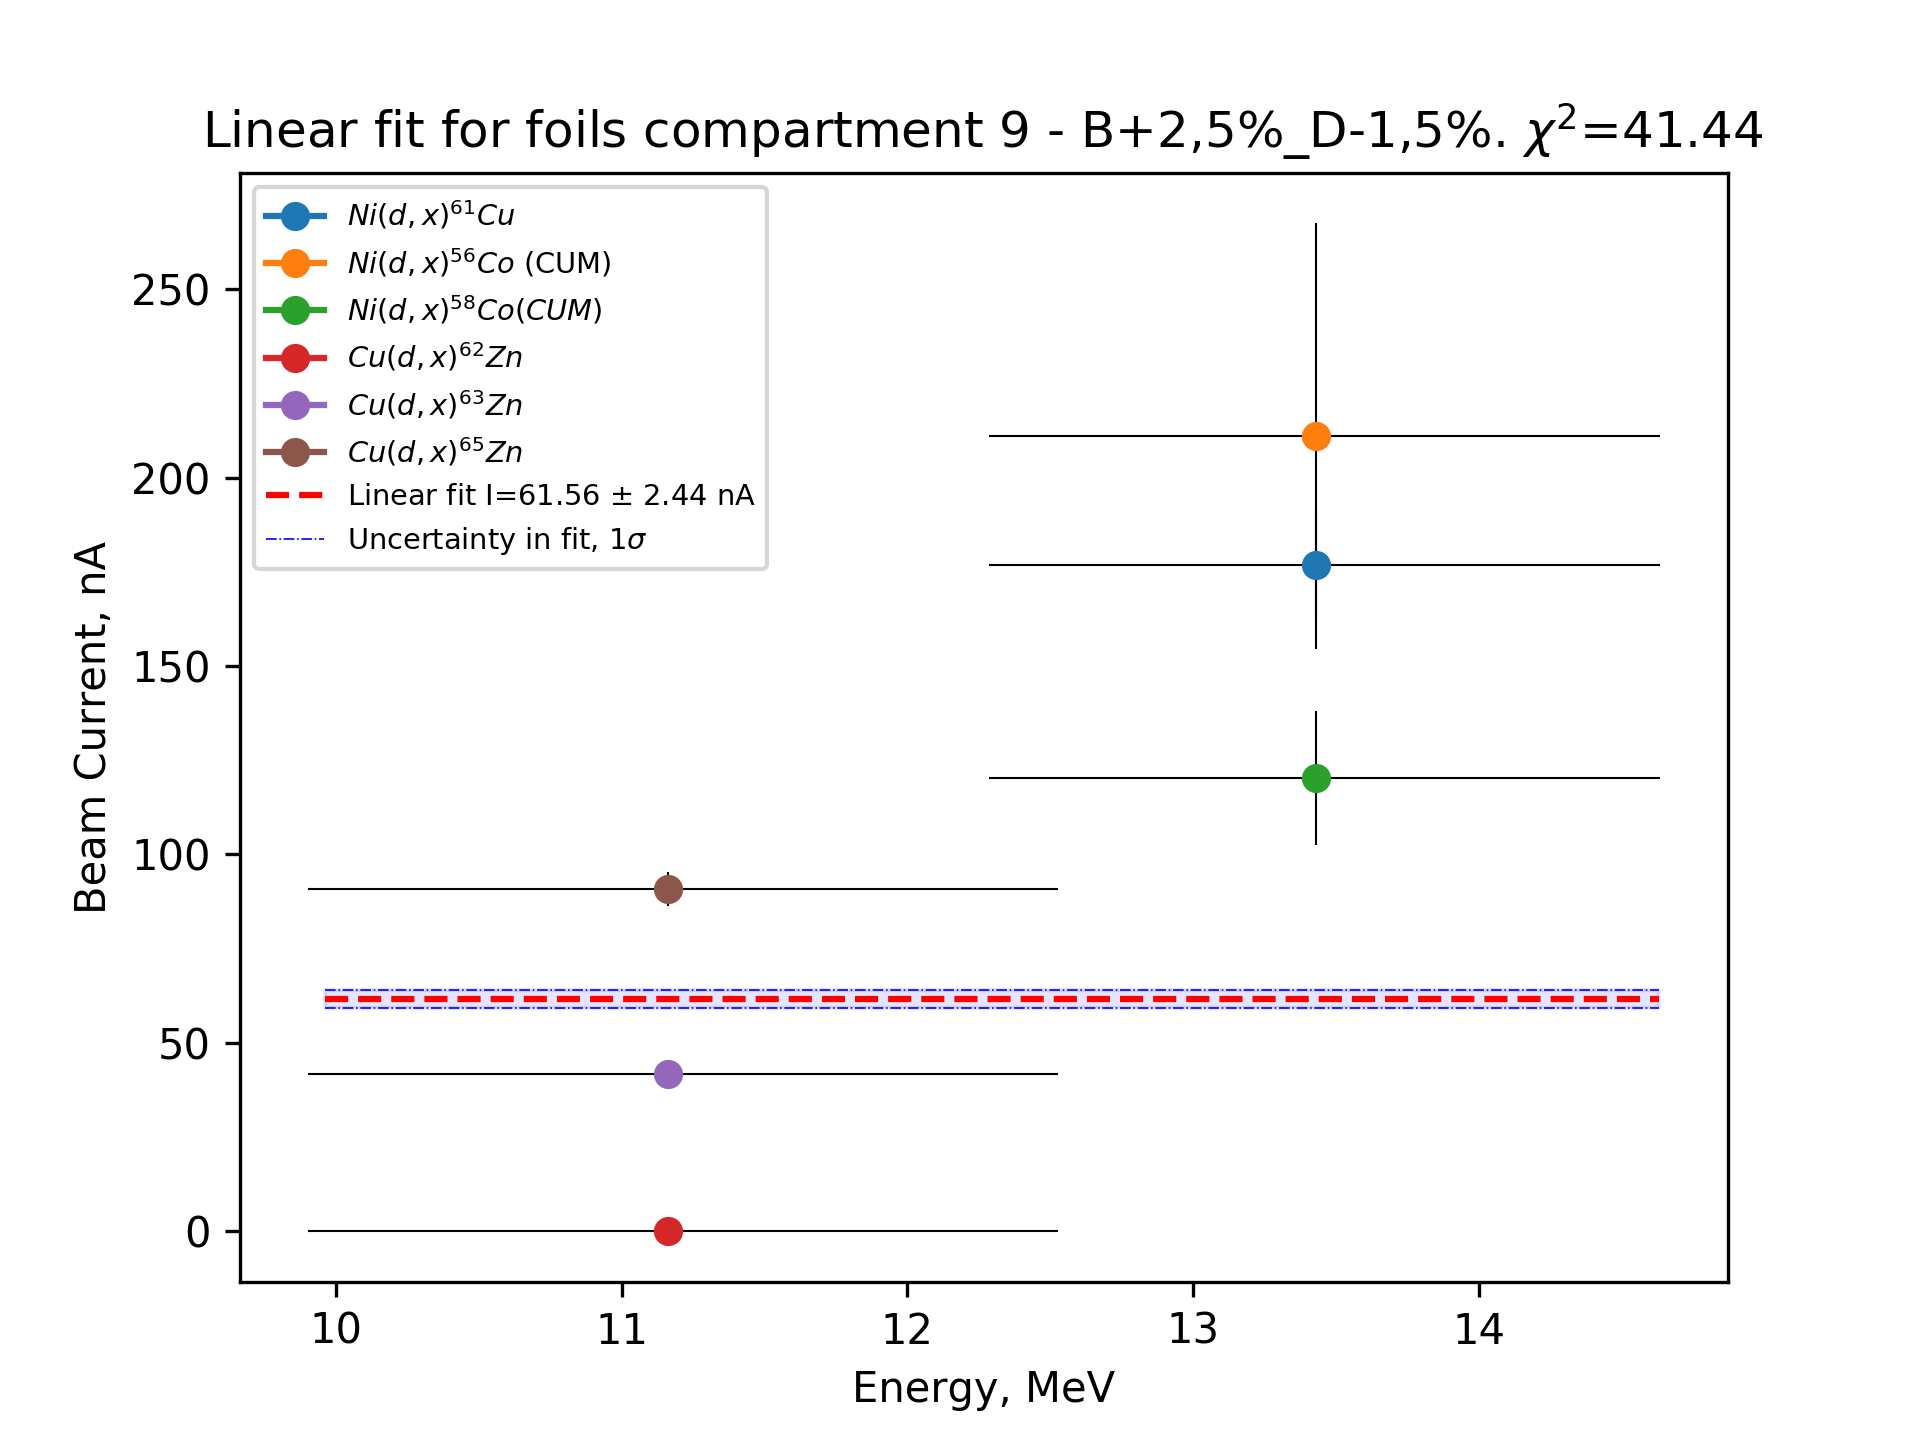 Linear fit for foils compartment 9 - B+2,5%_D-1,5%. χ²=41.44
Ni(d, x)⁶¹Cu
Ni(d, x)⁵⁶Co (CUM)
Ni(d, x)⁵⁸Co(CUM)
Cu(d, x)⁶²Zn
Cu(d, x)⁶³Zn
Cu(d, x)⁶⁵Zn
Linear fit I=61.56 ± 2.44 nA
Uncertainty in fit, 1σ
Beam Current, nA
250
200
150
100
50
0
10 11 12 13 14
Energy, MeV